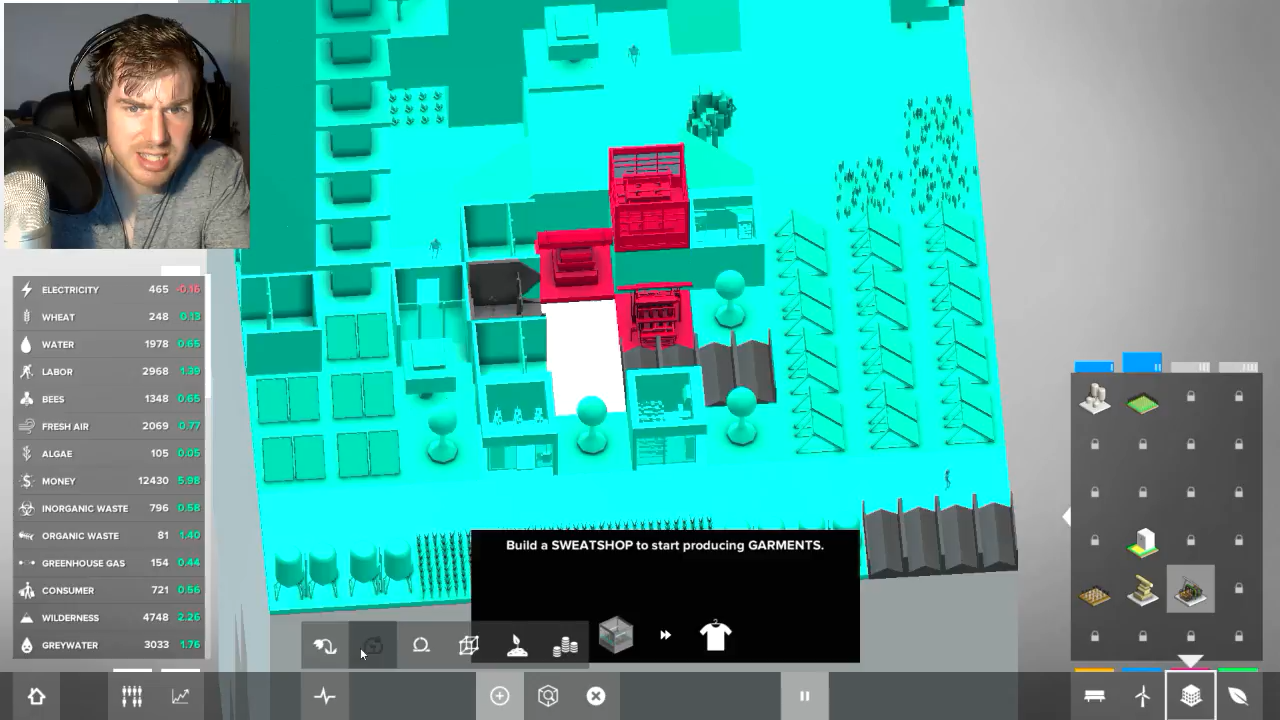 ELECTRICITY 465 -0.16
WHEAT 248 0.13
WATER 1978 0.65
LABOR 2968 1.39
BEES 1348 0.65
FRESH AIR 2069 0.77
ALGAE 105 0.05
MONEY 12430 5.98
INORGANIC WASTE 796 0.58
ORGANIC WASTE 81 1.40
GREENHOUSE GAS 154 0.44
CONSUMER 721 0.56
WILDERNESS 4748 2.26
GREYWATER 3033 1.76
Build a SWEATSHOP to start producing GARMENTS.
2